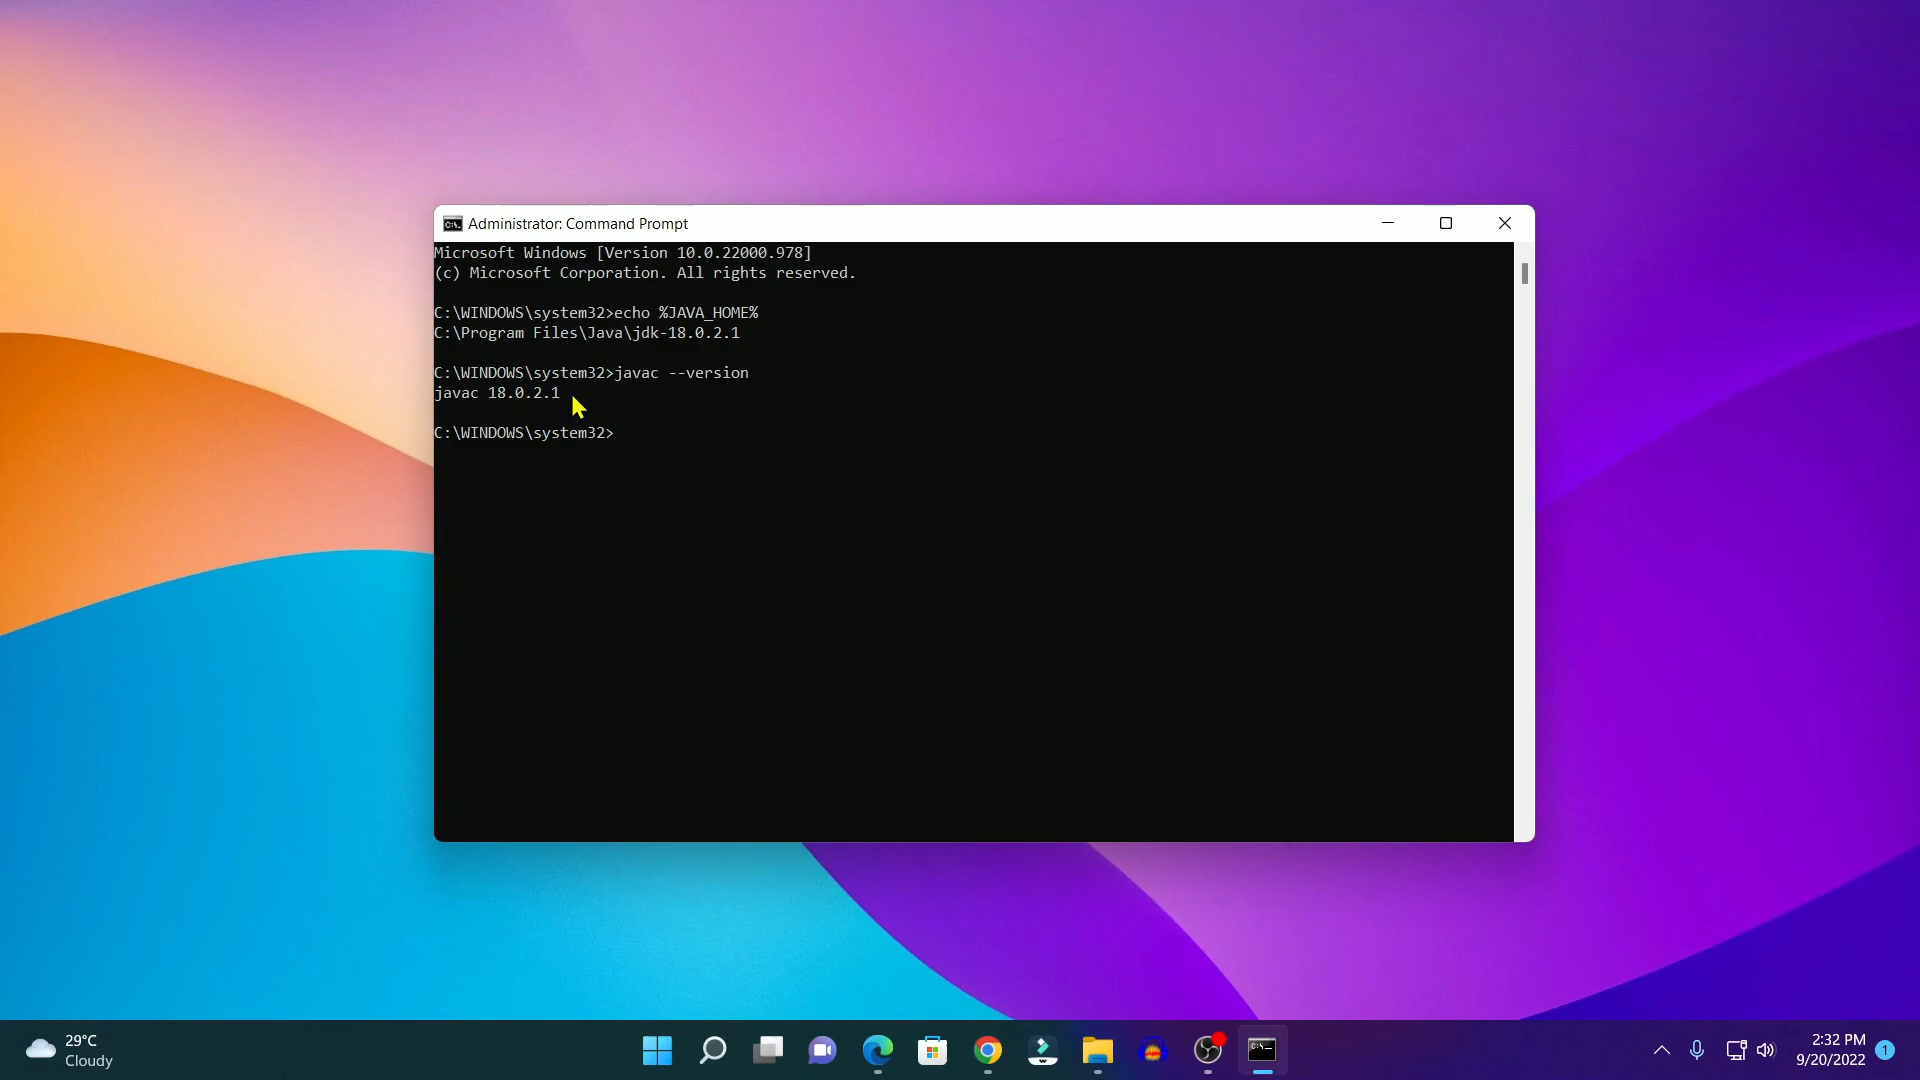 Administrator: Command Prompt
Microsoft Windows [Version 10.0.22000.978]
(c) Microsoft Corporation. All rights reserved.
C:\WINDOWS\system32>echo %JAVA_HOME%
C:\Program Files\Java\jdk-18.0.2.1
C:\WINDOWS\system32>javac --version
javac 18.0.2.1
C:\WINDOWS\system32>
29°C
Cloudy
2:32 PM
9/20/2022
1